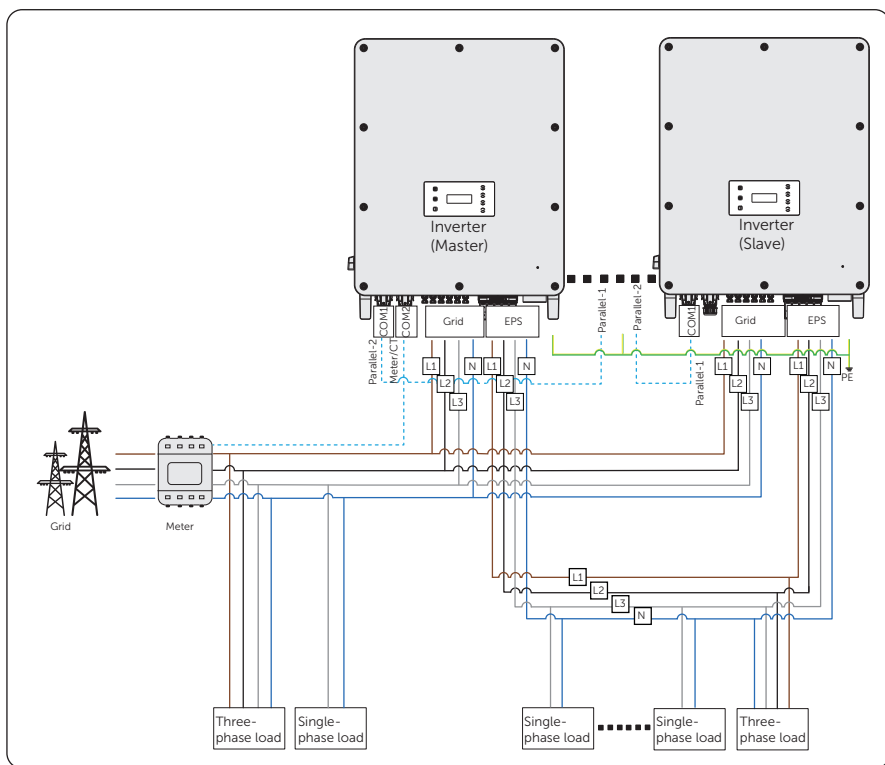 Inverter
(Master)
Inverter
(Slave)
Parallel-2
COM1
Meter/CT
COM2
Grid
EPS
Parallel-1
Parallel-2
COM1
Parallel-1
Grid
EPS
L1
L2
L3
N
L1
L2
L3
N
L1
L2
L3
N
L1
L2
L3
N
PE
Grid
Meter
L1
L2
L3
N
Three-
phase load
Single-
phase load
Single-
phase load
Single-
phase load
Three-
phase load